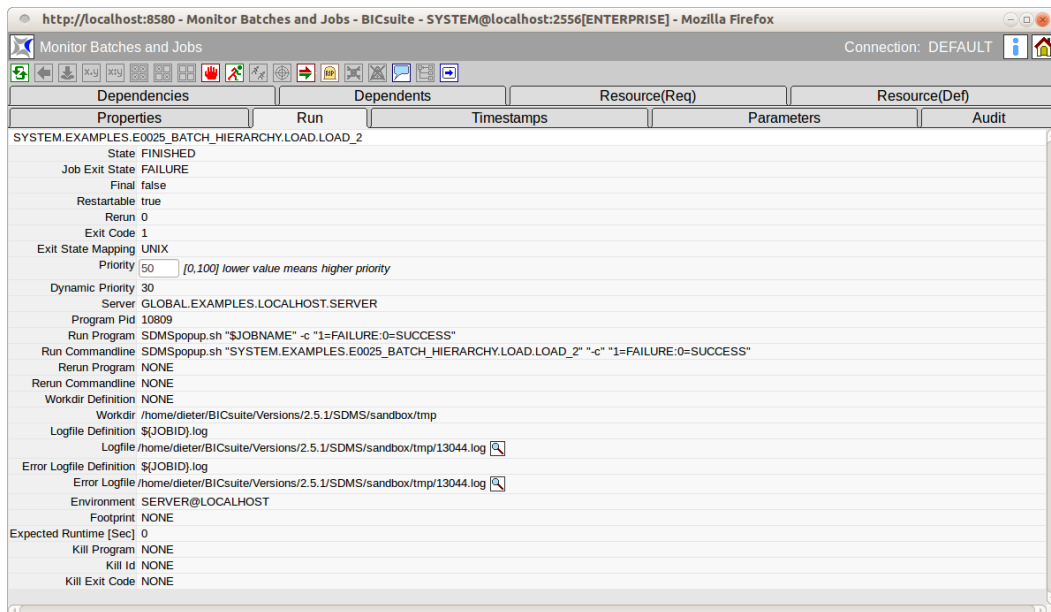 http://localhost:8580 - Monitor Batches and Jobs - BICsuite - SYSTEM@localhost:2556[ENTERPRISE] - Mozilla Firefox
Monitor Batches and Jobs Connection: DEFAULT
x,y x|y RIP
Dependencies Dependents Resource(Req) Resource(Def)
Properties Run Timestamps Parameters Audit
SYSTEM.EXAMPLES.E0025_BATCH_HIERARCHY.LOAD.LOAD_2
State FINISHED
Job Exit State FAILURE
Final false
Restartable true
Rerun 0
Exit Code 1
Exit State Mapping UNIX
Priority 50 [0,100] lower value means higher priority
Dynamic Priority 30
Server GLOBAL.EXAMPLES.LOCALHOST.SERVER
Program Pid 10809
Run Program SDMSpopup.sh "$JOBNAME" -c "1=FAILURE:0=SUCCESS"
Run Commandline SDMSpopup.sh "SYSTEM.EXAMPLES.E0025_BATCH_HIERARCHY.LOAD.LOAD_2" "-c" "1=FAILURE:0=SUCCESS"
Rerun Program NONE
Rerun Commandline NONE
Workdir Definition NONE
Workdir /home/dieter/BICsuite/Versions/2.5.1/SDMS/sandbox/tmp
Logfile Definition ${JOBID}.log
Logfile /home/dieter/BICsuite/Versions/2.5.1/SDMS/sandbox/tmp/13044.log
Error Logfile Definition ${JOBID}.log
Error Logfile /home/dieter/BICsuite/Versions/2.5.1/SDMS/sandbox/tmp/13044.log
Environment SERVER@LOCALHOST
Footprint NONE
Expected Runtime [Sec] 0
Kill Program NONE
Kill Id NONE
Kill Exit Code NONE